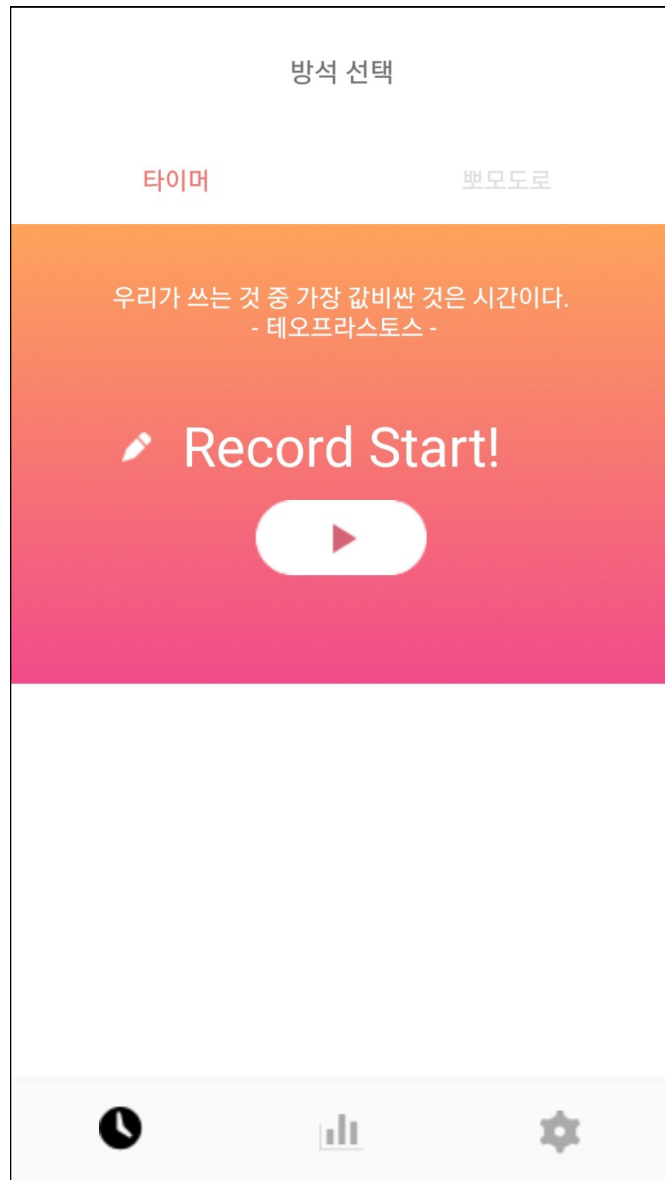 방석 선택
타이머
뽀모도로
우리가 쓰는 것 중 가장 값비싼 것은 시간이다.
- 테오프라스토스 -
Record Start!